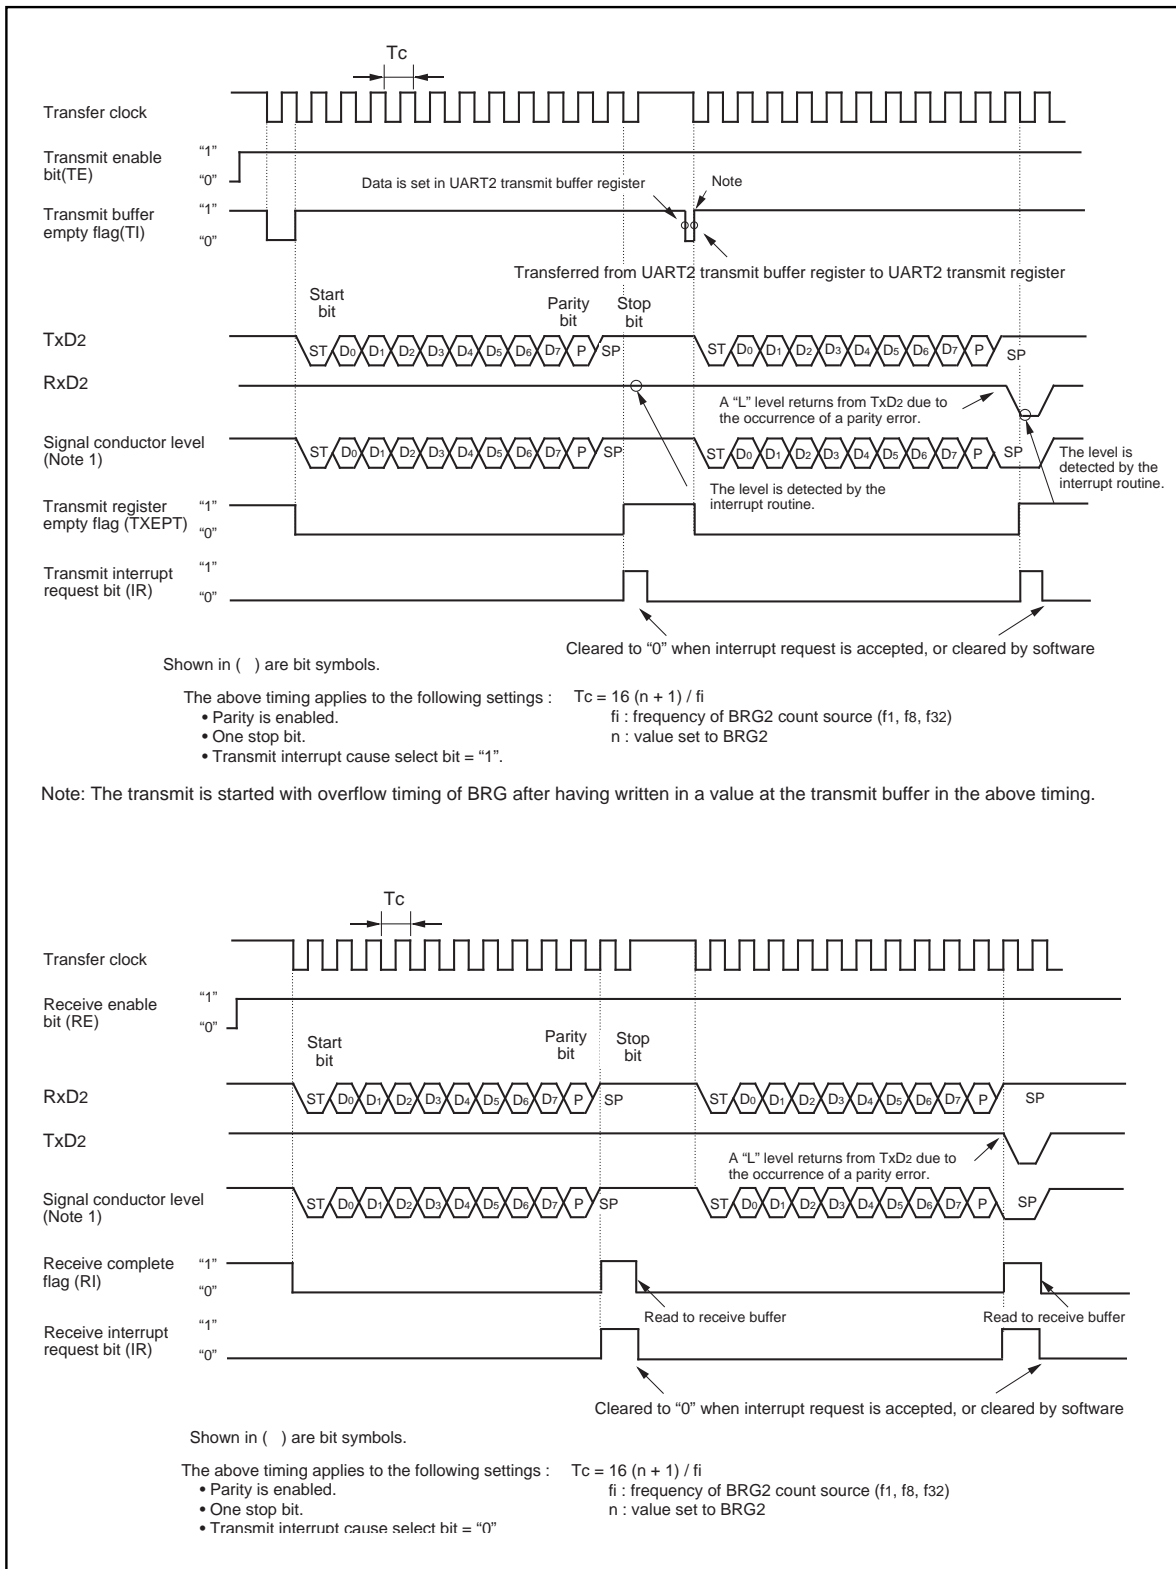 Tc
Transfer clock
Transmit enable
bit(TE)
“1”
“0”
Data is set in UART2 transmit buffer register
Note
Transmit buffer
empty flag(TI)
“1”
“0”
Transferred from UART2 transmit buffer register to UART2 transmit register
Start
bit
Parity
bit
Stop
bit
TxD2
ST D0 D1 D2 D3 D4 D5 D6 D7 P SP
ST D0 D1 D2 D3 D4 D5 D6 D7 P SP
RxD2
A “L” level returns from TxD2 due to
the occurrence of a parity error.
Signal conductor level
(Note 1)
ST D0 D1 D2 D3 D4 D5 D6 D7 P SP
ST D0 D1 D2 D3 D4 D5 D6 D7 P SP
The level is
detected by the
interrupt routine.
The level is detected by the
interrupt routine.
Transmit register
empty flag (TXEPT)
“1”
“0”
Transmit interrupt
request bit (IR)
“1”
“0”
Cleared to “0” when interrupt request is accepted, or cleared by software
Shown in ( ) are bit symbols.
The above timing applies to the following settings :
• Parity is enabled.
• One stop bit.
• Transmit interrupt cause select bit = “1”.
Tc = 16 (n + 1) / fi
fi : frequency of BRG2 count source (f1, f8, f32)
n : value set to BRG2
Note: The transmit is started with overflow timing of BRG after having written in a value at the transmit buffer in the above timing.
Tc
Transfer clock
Receive enable
bit (RE)
“1”
“0”
Start
bit
Parity
bit
Stop
bit
RxD2
ST D0 D1 D2 D3 D4 D5 D6 D7 P SP
ST D0 D1 D2 D3 D4 D5 D6 D7 P SP
TxD2
A “L” level returns from TxD2 due to
the occurrence of a parity error.
Signal conductor level
(Note 1)
ST D0 D1 D2 D3 D4 D5 D6 D7 P SP
ST D0 D1 D2 D3 D4 D5 D6 D7 P SP
Receive complete
flag (RI)
“1”
“0”
Read to receive buffer
Read to receive buffer
Receive interrupt
request bit (IR)
“1”
“0”
Cleared to “0” when interrupt request is accepted, or cleared by software
Shown in ( ) are bit symbols.
The above timing applies to the following settings :
• Parity is enabled.
• One stop bit.
• Transmit interrupt cause select bit = “0”
Tc = 16 (n + 1) / fi
fi : frequency of BRG2 count source (f1, f8, f32)
n : value set to BRG2